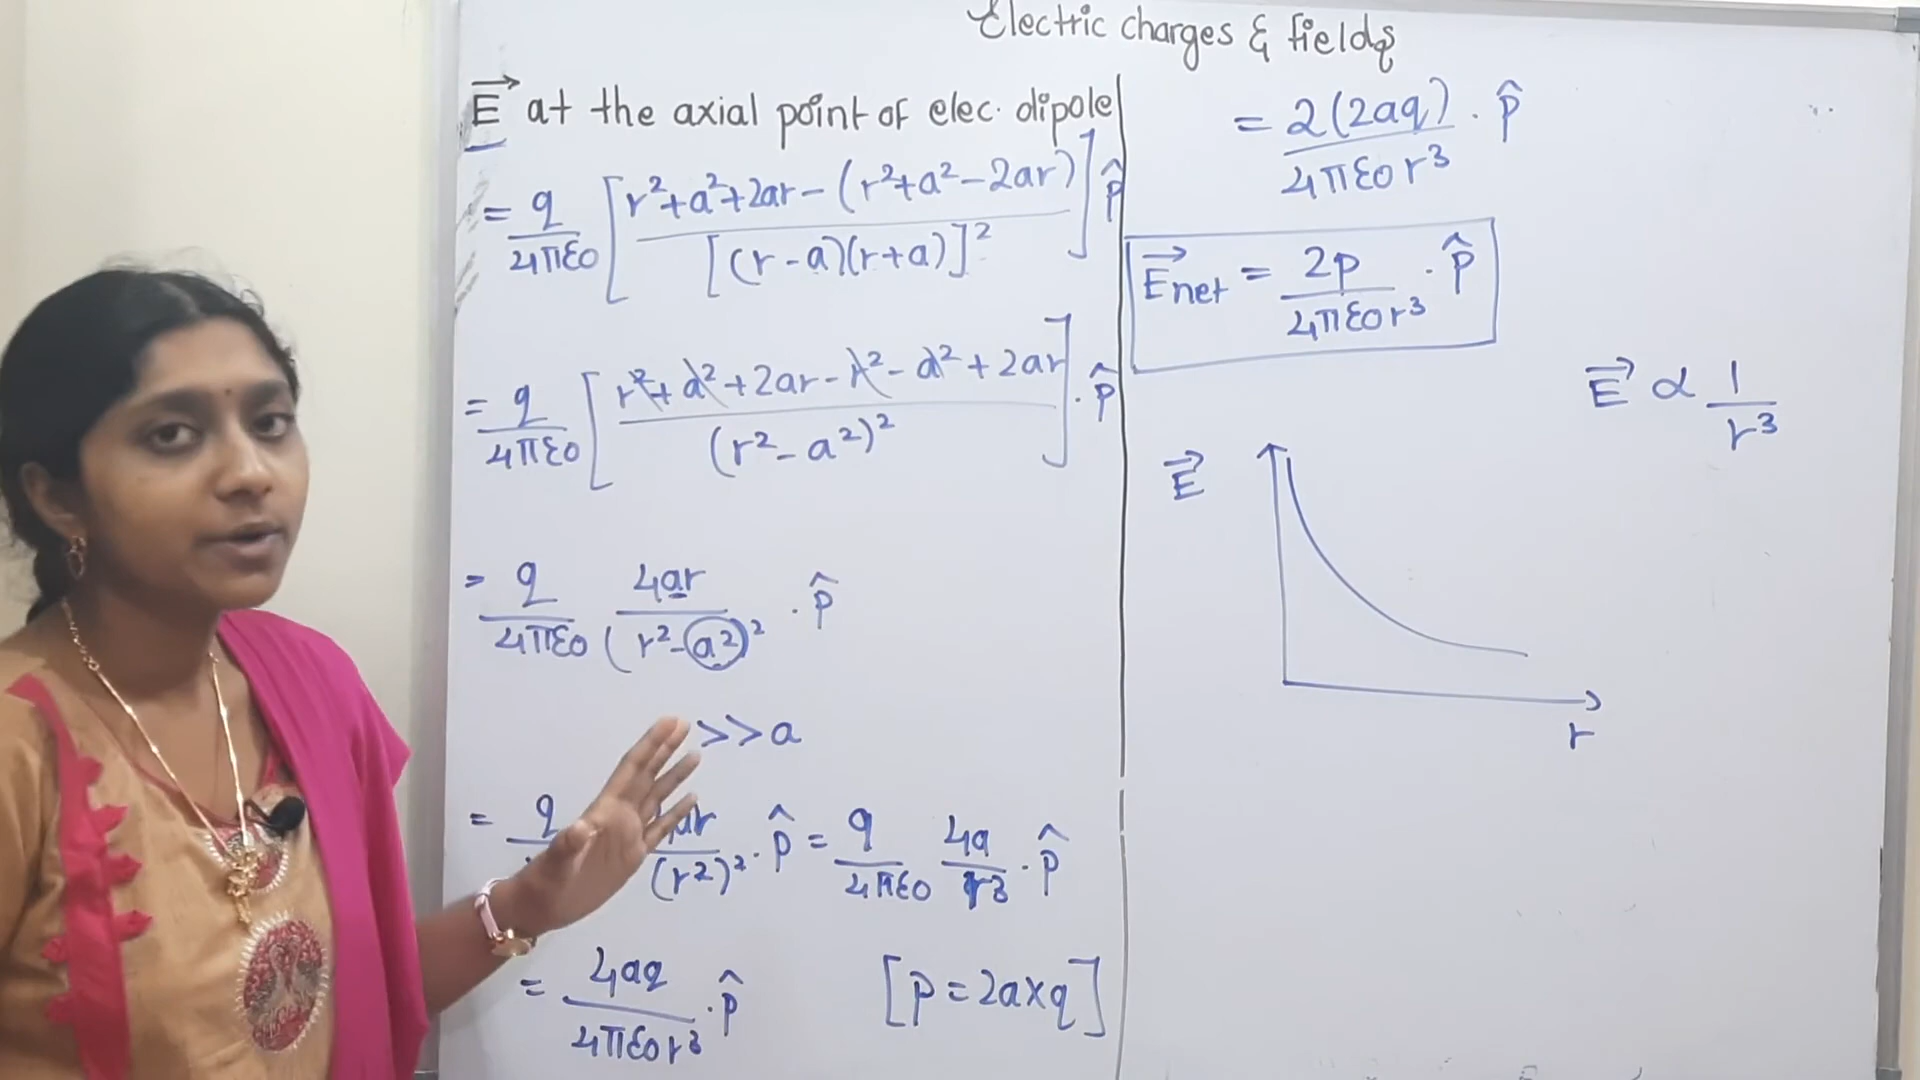 Electric charges & fields
E⃗ at the axial point of elec. dipole
= q/4πε0 [ r²+a²+2ar-(r²+a²-2ar) / [(r-a)(r+a)]² ] p̂
= q/4πε0 [ r²+a²+2ar-r²-a²+2ar / (r²-a²)² ] . p̂
= q/4πε0 4ar/(r²-a²)² . p̂
>>a
= q ar/(r²)² . p̂ = q/4πε0 4a/r3 . p̂
= 4aq/4πε0r³ . p̂ [p=2a×q]
= 2(2aq)/4πε0r³ . p̂
E⃗net = 2p/4πε0r³ . p̂
E⃗ ∝ 1/r³
E⃗
r